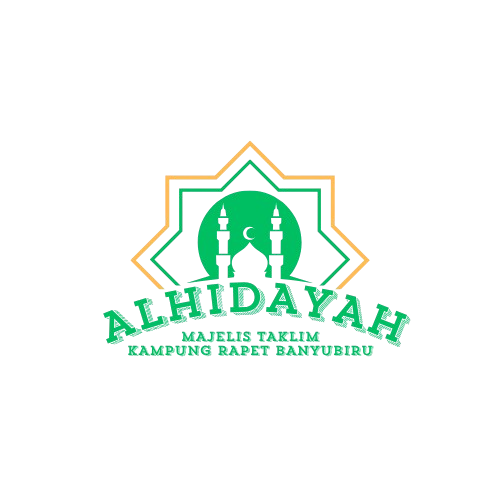 ALHIDAYAH
MAJELIS TAKLIM
KAMPUNG RAPET BANYUBIRU